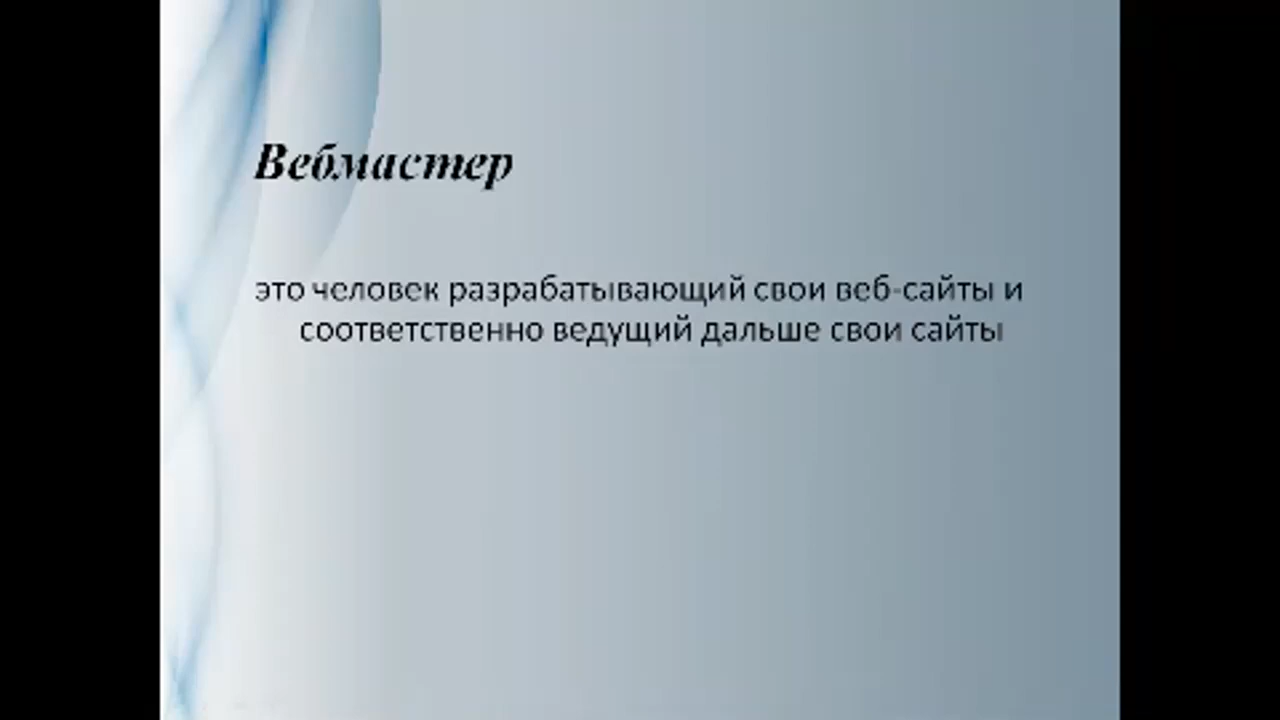 Вебмастер
это человек разрабатывающий свои веб-сайты и
соответственно ведущий дальше свои сайты